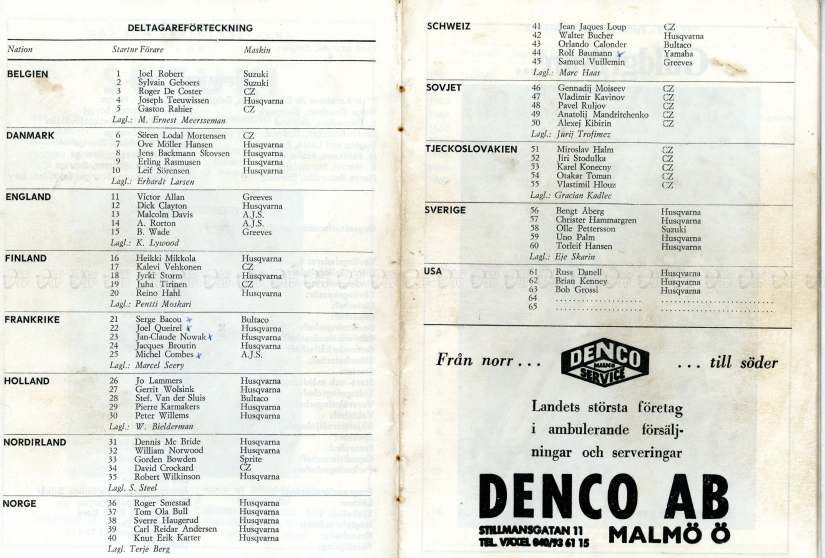 DELTAGAREFÖRTECKNING
Nation Startnr Förare Maskin
BELGIEN 1 Joel Robert Suzuki
2 Sylvain Geboers Suzuki
3 Roger De Coster CZ
4 Joseph Teeuwissen Husqvarna
5 Gaston Rahier CZ
Lagl.: M. Ernest Meersseman
DANMARK 6 Sören Lodal Mortensen CZ
7 Ove Möller Hansen Husqvarna
8 Jens Backmann Skovsen Husqvarna
9 Erling Rasmusen Husqvarna
10 Leif Sörensen Husqvarna
Lagl.: Erhardt Larsen
ENGLAND 11 Victor Allan Greeves
12 Dick Clayton Husqvarna
13 Malcolm Davis A.J.S.
14 A. Rorton A.J.S.
15 B. Wade Greeves
Lagl.: K. Lywood
FINLAND 16 Heikki Mikkola Husqvarna
17 Kalevi Vehkonen CZ
18 Jyrki Storm Husqvarna
19 Juha Tirinen CZ
20 Reino Hahl Husqvarna
Lagl.: Pentti Moskari
FRANKRIKE 21 Serge Bacou Bultaco
22 Joel Queirel Husqvarna
23 Jan-Claude Nowak Husqvarna
24 Jacques Broutin Husqvarna
25 Michel Combes A.J.S.
Lagl.: Marcel Seery
HOLLAND 26 Jo Lammers Husqvarna
27 Gerrit Wolsink Husqvarna
28 Stef. Van der Sluis Bultaco
29 Pierre Karmakers Husqvarna
30 Peter Willems Husqvarna
Lagl.: W. Bielderman
NORDIRLAND 31 Dennis Mc Bride Husqvarna
32 William Norwood Husqvarna
33 Gorden Bowden Sprite
34 David Crockard CZ
35 Robert Wilkinson Husqvarna
Lagl. S. Steel
NORGE 36 Roger Smestad Husqvarna
37 Tom Ola Bull Husqvarna
38 Sverre Haugerud Husqvarna
39 Carl Reidar Andersen Husqvarna
40 Knut Erik Karter Husqvarna
Lagl. Terje Berg
SCHWEIZ 41 Jean Jaques Loup CZ
42 Walter Bucher Husqvarna
43 Orlando Calonder Bultaco
44 Rolf Baumann Yamaha
45 Samuel Vuillemin Greeves
Lagl.: Marc Haas
SOVJET 46 Gennadij Moiseev CZ
47 Vladimir Kavinov CZ
48 Pavel Ruljov CZ
49 Anatolij Mandritchenko CZ
50 Alexej Kibirin CZ
Lagl.: Jurij Trofimez
TJECKOSLOVAKIEN 51 Miroslav Halm CZ
52 Jiri Stodulka CZ
53 Karel Konecny CZ
54 Otakar Toman CZ
55 Vlastimil Hlouz CZ
Lagl.: Gracian Kadlec
SVERIGE 56 Bengt Åberg Husqvarna
57 Christer Hammargren Husqvarna
58 Olle Pettersson Suzuki
59 Uno Palm Husqvarna
60 Torleif Hansen Husqvarna
Lagl.: Eje Skarin
USA 61 Russ Danell Husqvarna
62 Brian Kenney Husqvarna
63 Bob Grossi Husqvarna
64
65
Från norr . . . DENCO MALMÖ SERVICE . . . till söder
Landets största företag
i ambulerande försälj-
ningar och serveringar
DENCO AB
STILLMANSGATAN 11
TEL. VÄXEL 040/93 61 15 MALMÖ Ö